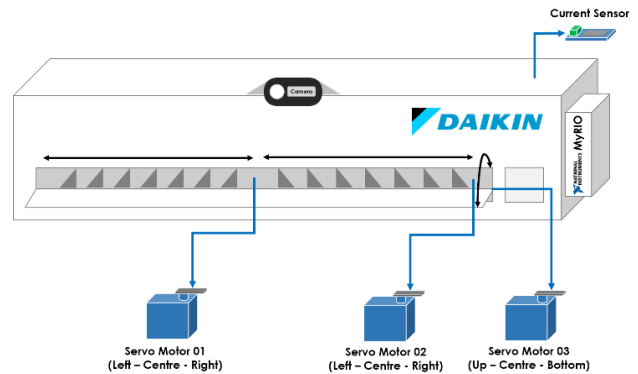 Current Sensor
Camera
DAIKIN
NATIONAL INSTRUMENTS
MyRIO
Servo Motor 01
(Left – Centre - Right)
Servo Motor 02
(Left – Centre - Right)
Servo Motor 03
(Up – Centre - Bottom)